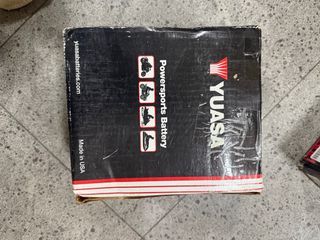 YUASA
Powersports Battery
yuasabatteries.com
Made in USA